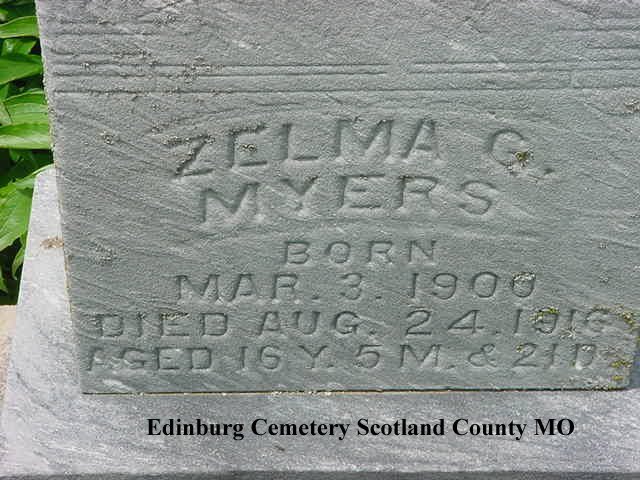 ZELMA G.
MYERS
BORN
MAR. 3. 1900
DIED AUG. 24. 1916
AGED 16 Y. 5 M. & 21 D.
Edinburg Cemetery Scotland County MO